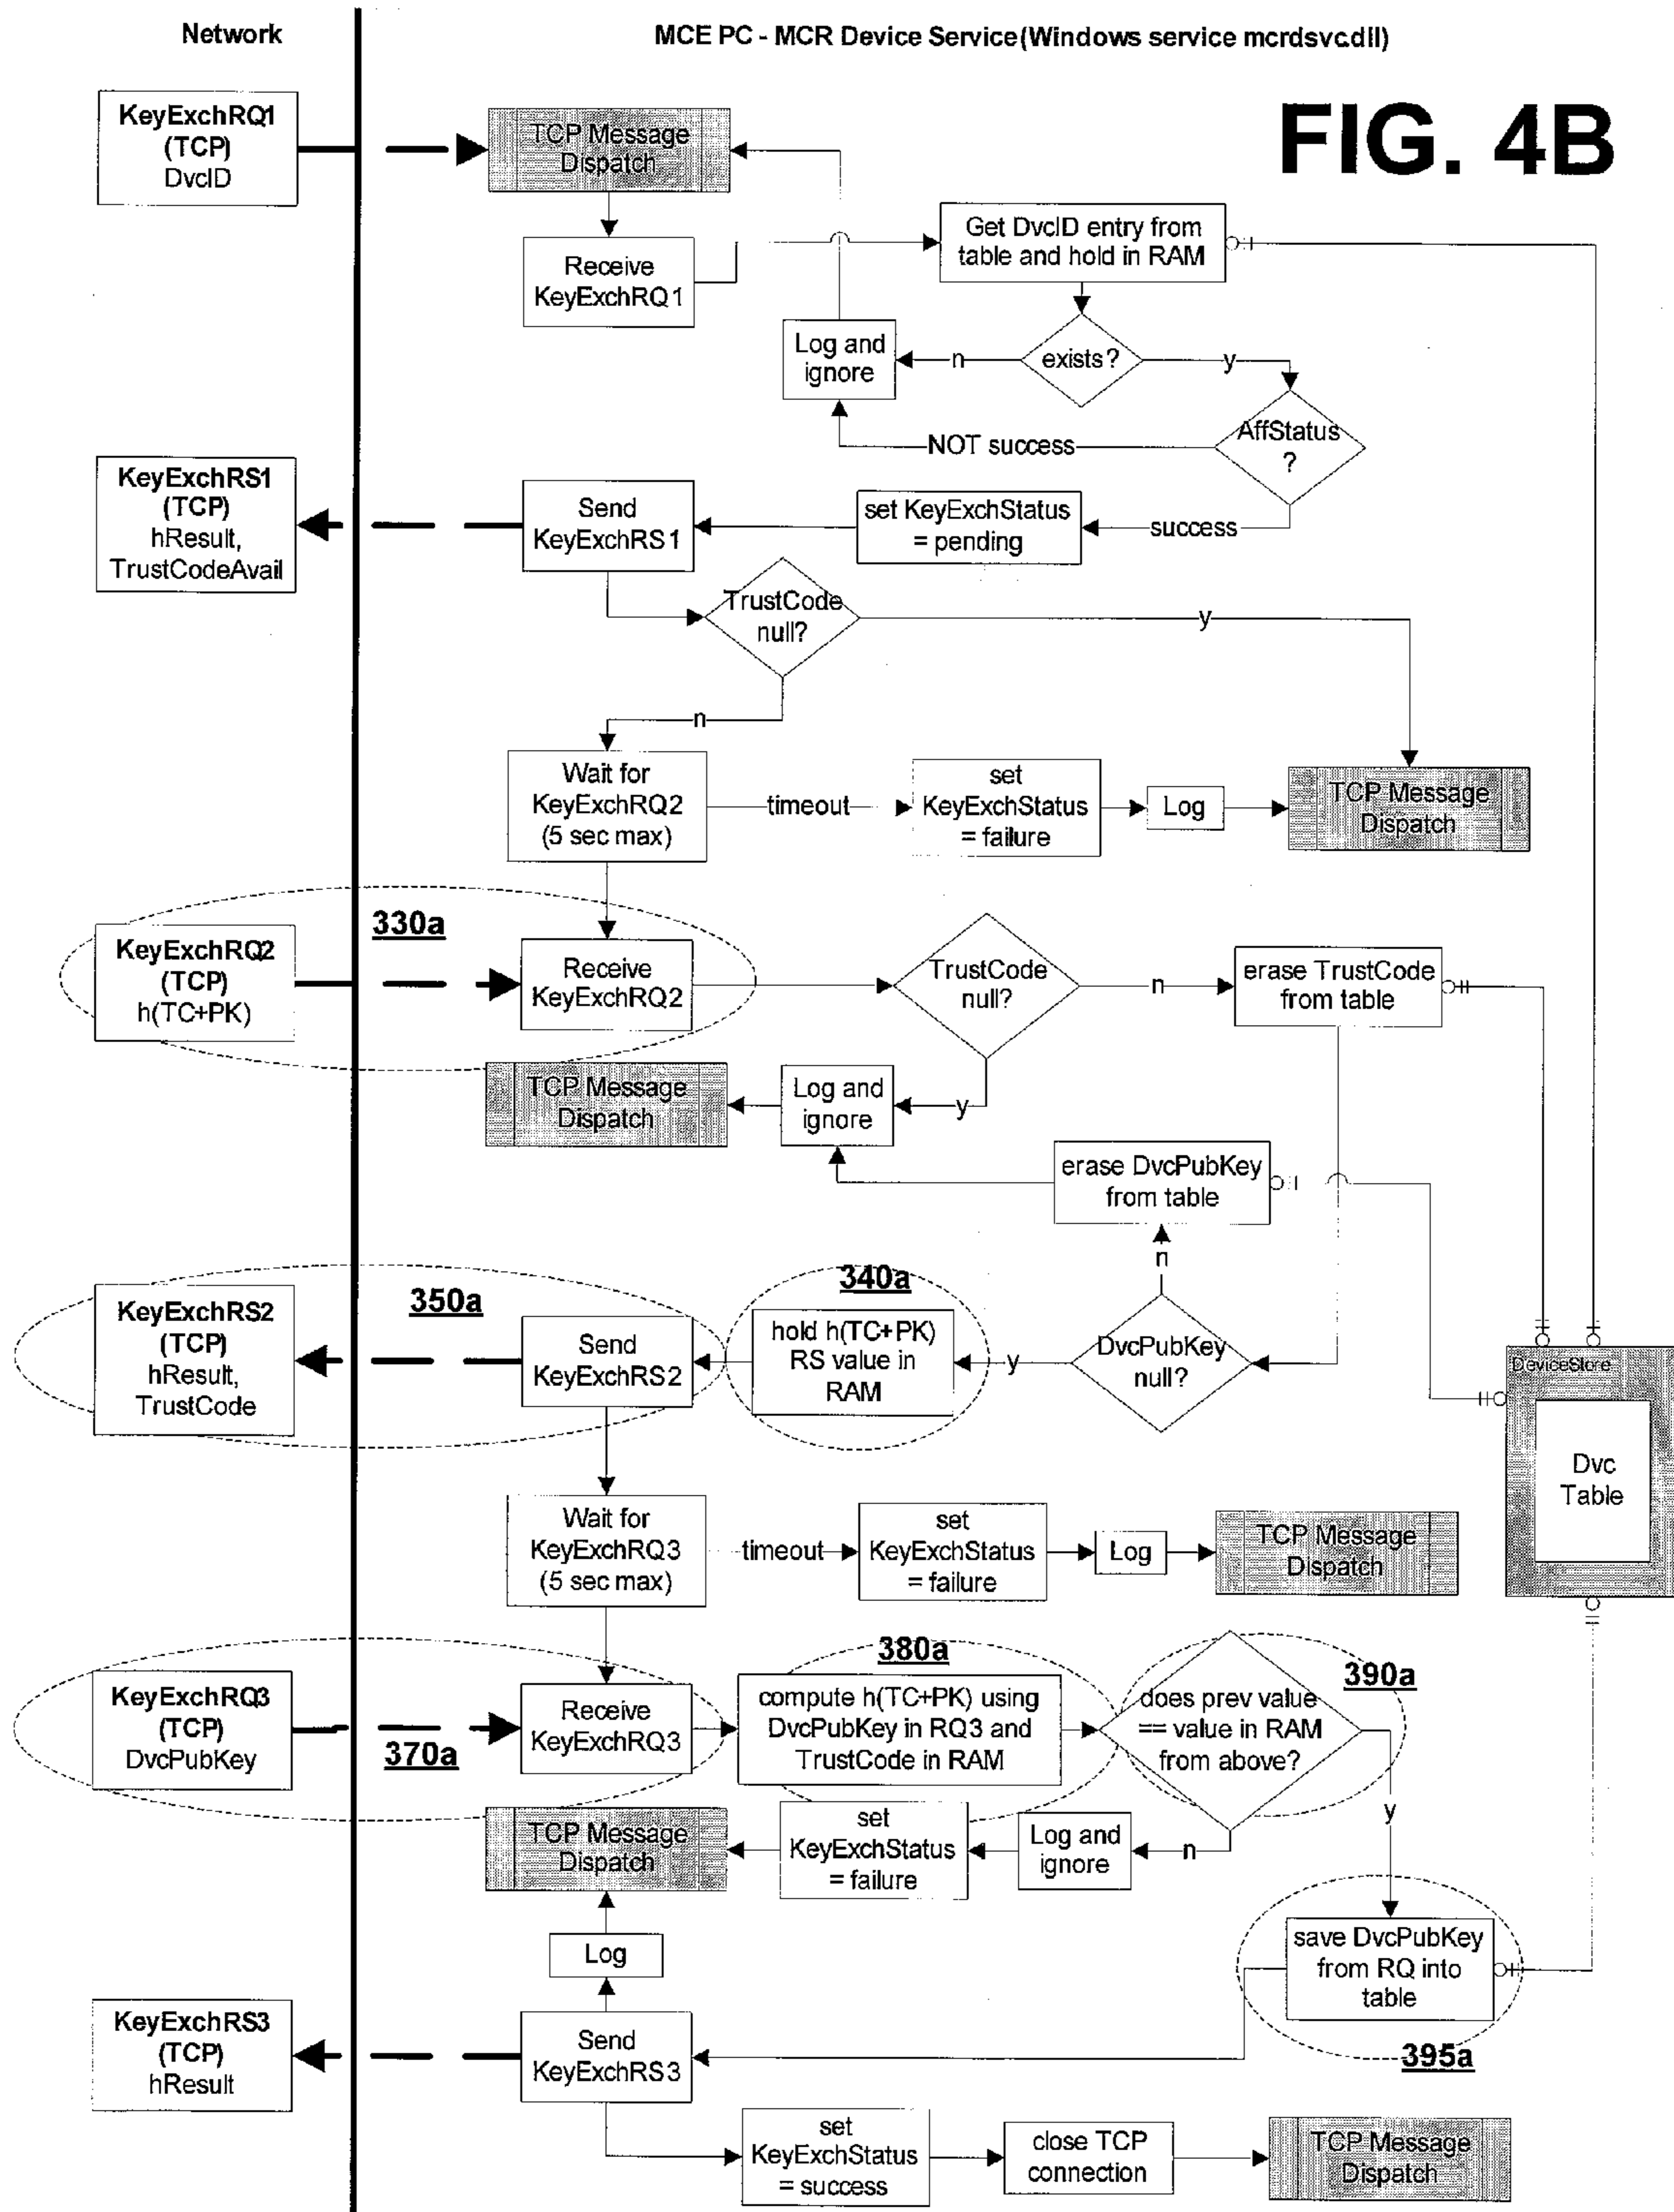 Network
MCE PC - MCR Device Service(Windows service mcrdsvc.dll)
FIG. 4B
KeyExchRQ1
(TCP)
DvcID
TCP Message
Dispatch
Receive
KeyExchRQ1
Get DvcID entry from
table and hold in RAM
Log and
ignore
n
exists?
y
AffStatus
?
NOT success
KeyExchRS1
(TCP)
hResult,
TrustCodeAvail
Send
KeyExchRS1
set KeyExchStatus
= pending
success
TrustCode
null?
y
n
Wait for
KeyExchRQ2
(5 sec max)
timeout
set
KeyExchStatus
= failure
Log
TCP Message
Dispatch
330a
KeyExchRQ2
(TCP)
h(TC+PK)
Receive
KeyExchRQ2
TrustCode
null?
n
erase TrustCode
from table
TCP Message
Dispatch
Log and
ignore
y
erase DvcPubKey
from table
n
KeyExchRS2
(TCP)
hResult,
TrustCode
350a
Send
KeyExchRS2
340a
hold h(TC+PK)
RS value in
RAM
y
DvcPubKey
null?
DeviceStore
Dvc
Table
Wait for
KeyExchRQ3
(5 sec max)
timeout
set
KeyExchStatus
= failure
Log
TCP Message
Dispatch
KeyExchRQ3
(TCP)
DvcPubKey
370a
Receive
KeyExchRQ3
380a
compute h(TC+PK) using
DvcPubKey in RQ3 and
TrustCode in RAM
390a
does prev value
== value in RAM
from above?
y
TCP Message
Dispatch
set
KeyExchStatus
= failure
Log and
ignore
n
Log
save DvcPubKey
from RQ into
table
395a
KeyExchRS3
(TCP)
hResult
Send
KeyExchRS3
set
KeyExchStatus
= success
close TCP
connection
TCP Message
Dispatch